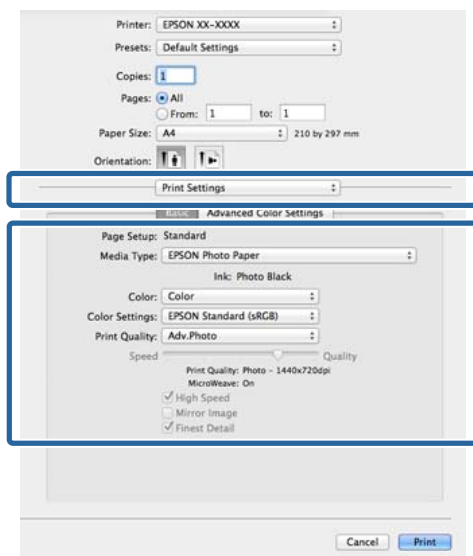 Printer: EPSON XX-XXXX
Presets: Default Settings
Copies: 1
Pages: All
From: 1 to: 1
Paper Size: A4 210 by 297 mm
Orientation:
Print Settings
Basic Advanced Color Settings
Page Setup: Standard
Media Type: EPSON Photo Paper
Ink: Photo Black
Color: Color
Color Settings: EPSON Standard (sRGB)
Print Quality: Adv.Photo
Speed Quality
Print Quality: Photo - 1440x720dpi
MicroWeave: On
High Speed
Mirror Image
Finest Detail
Cancel Print